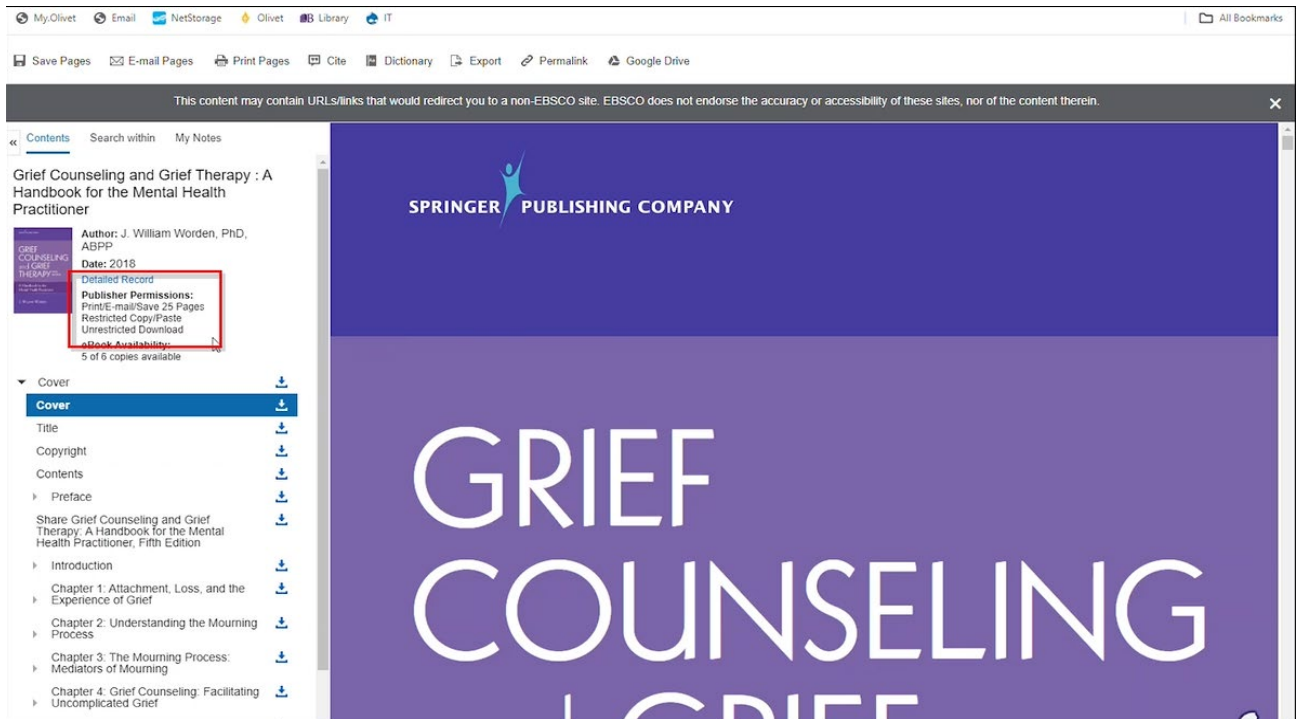 My.Olivet Email NetStorage Olivet Library IT All Bookmarks
Save Pages E-mail Pages Print Pages Cite Dictionary Export Permalink Google Drive
This content may contain URLs/links that would redirect you to a non-EBSCO site. EBSCO does not endorse the accuracy or accessibility of these sites, nor of the content therein.
« Contents Search within My Notes
Grief Counseling and Grief Therapy : A
Handbook for the Mental Health
Practitioner
GRIEF
COUNSELING
and GRIEF
THERAPY
Author: J. William Worden, PhD,
ABPP
Date: 2018
Detailed Record
Publisher Permissions:
Print/E-mail/Save 25 Pages
Restricted Copy/Paste
Unrestricted Download
eBook Availability:
5 of 6 copies available
Cover
Cover
Title
Copyright
Contents
Preface
Share Grief Counseling and Grief
Therapy: A Handbook for the Mental
Health Practitioner, Fifth Edition
Introduction
Chapter 1: Attachment, Loss, and the
Experience of Grief
Chapter 2: Understanding the Mourning
Process
Chapter 3: The Mourning Process:
Mediators of Mourning
Chapter 4: Grief Counseling: Facilitating
Uncomplicated Grief
SPRINGER PUBLISHING COMPANY
GRIEF
COUNSELING
GRIEF